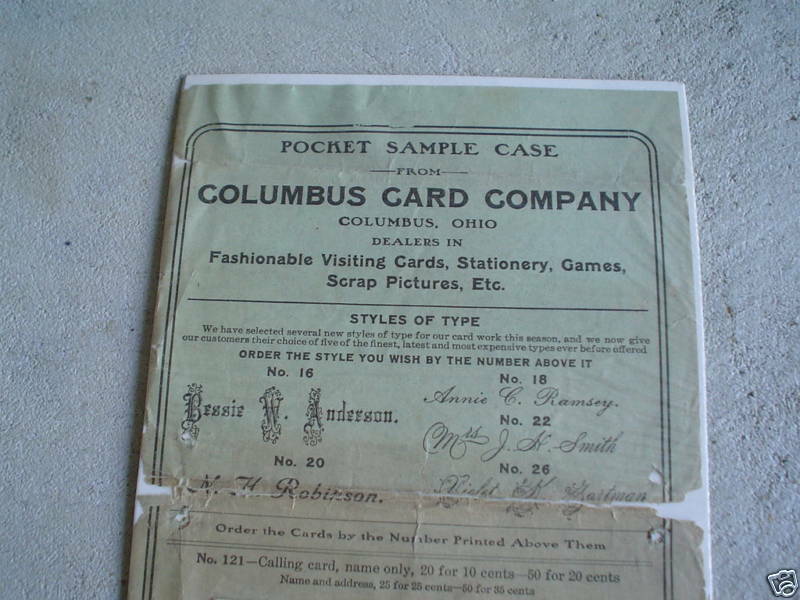 POCKET SAMPLE CASE
FROM
COLUMBUS CARD COMPANY
COLUMBUS, OHIO
DEALERS IN
Fashionable Visiting Cards, Stationery, Games,
Scrap Pictures, Etc.
STYLES OF TYPE
We have selected several new styles of type for our card work this season, and we now give
our customers their choice of five of the finest, latest and most expensive types ever before offered
ORDER THE STYLE YOU WISH BY THE NUMBER ABOVE IT
No. 16
Bessie N. Anderson.
No. 20
N. H. Robinson.
No. 18
Annie C. Ramsey.
No. 22
Mrs J. H. Smith
No. 26
Violet K. Hartman
Order the Cards by the Number Printed Above Them
No. 121—Calling card, name only, 20 for 10 cents—50 for 20 cents
Name and address, 25 for 25 cents—50 for 35 cents
eb